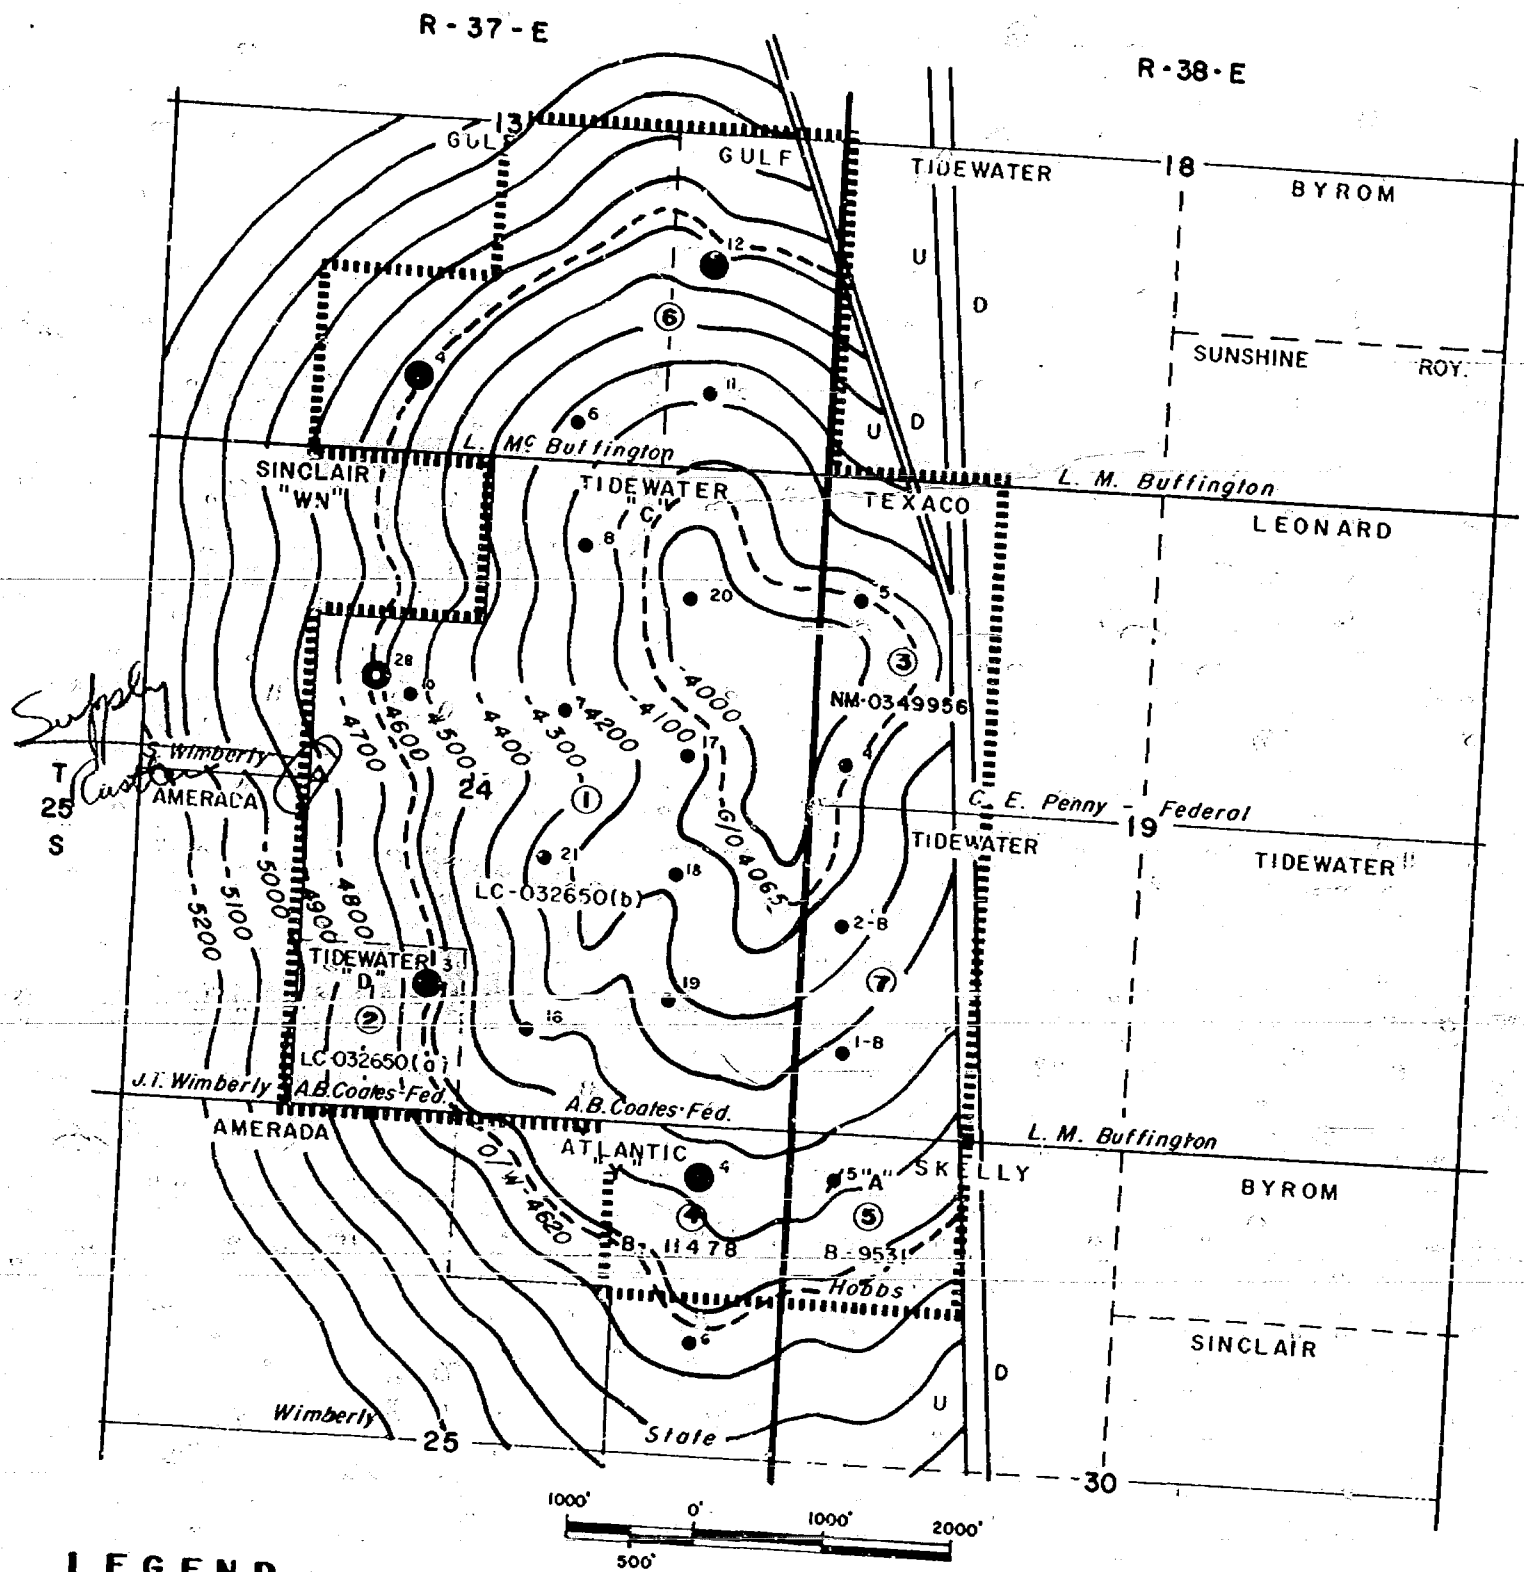 R-37-E
R-38-E
13
GULF
GULF
TIDEWATER
18
BYROM
U
D
12
6
9
SUNSHINE ROY.
11
6
U D
L. Mc Buffington
SINCLAIR
"WN"
TIDEWATER
"C"
TEXACO
L. M. Buffington
LEONARD
8
20
5
3
28
10
NM-0349956
-4000
-4100
-4200
-4300
-4400
-4500
-4600
-4700
7
17
4
S. Wimberly
T
25
S
AMERADA
24
1
C. E. Penny - Federal
19
TIDEWATER
TIDEWATER
G/O 4065
21
18
LC-032650(b)
-4800
-4900
-5000
-5100
-5200
2-B
TIDEWATER
"D"
13
7
19
2
16
1-B
LC-032650(a)
J.T. Wimberly
A.B. Coates-Fed.
A.B. Coates-Fed.
L. M. Buffington
AMERADA
ATLANTIC
"Y"
4
5 "A"
SKELLY
BYROM
O/W-4620
4
5
B-11478
B-9531
Hobbs
6
SINCLAIR
U
D
Wimberly
25
State
30
1000' 0' 1000' 2000'
500'
LEGEND